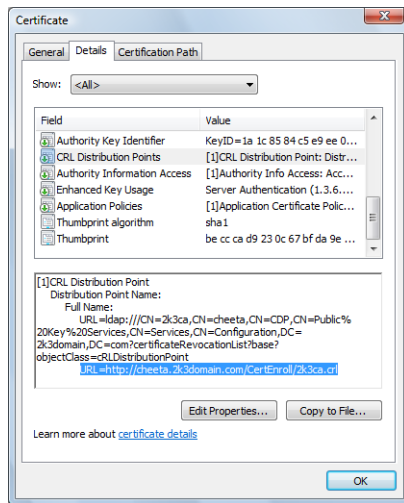 Certificate
General Details Certification Path
Show: <All>
Field Value
Authority Key Identifier KeyID=1a 1c 85 84 c5 e9 ee 0...
CRL Distribution Points [1]CRL Distribution Point: Distr...
Authority Information Access [1]Authority Info Access: Acc...
Enhanced Key Usage Server Authentication (1.3.6....
Application Policies [1]Application Certificate Polic...
Thumbprint algorithm sha1
Thumbprint be cc ca d9 23 0c 67 bf da 9e ...
[1]CRL Distribution Point
Distribution Point Name:
Full Name:
URL=ldap:///CN=2k3ca,CN=cheeta,CN=CDP,CN=Public%
20Key%20Services,CN=Services,CN=Configuration,DC=
2k3domain,DC=com?certificateRevocationList?base?
objectClass=cRLDistributionPoint
URL=http://cheeta.2k3domain.com/CertEnroll/2k3ca.crl
Edit Properties... Copy to File...
Learn more about certificate details
OK